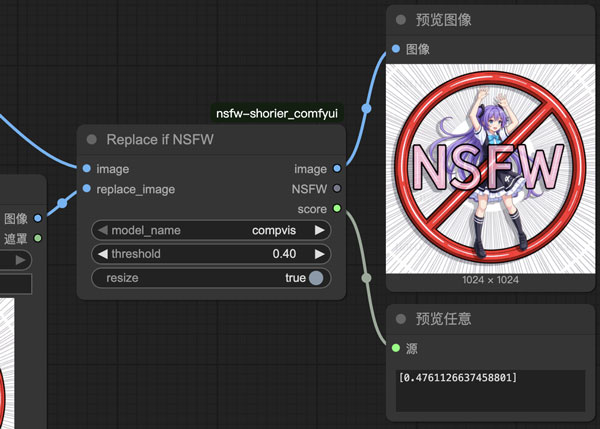 预览图像
图像
NSFW
1024 × 1024
nsfw-shorier_comfyui
Replace if NSFW
image
image
replace_image
NSFW
score
model_name
compvis
threshold
0.40
resize
true
图像
遮罩
预览任意
源
[0.4761126637458801]